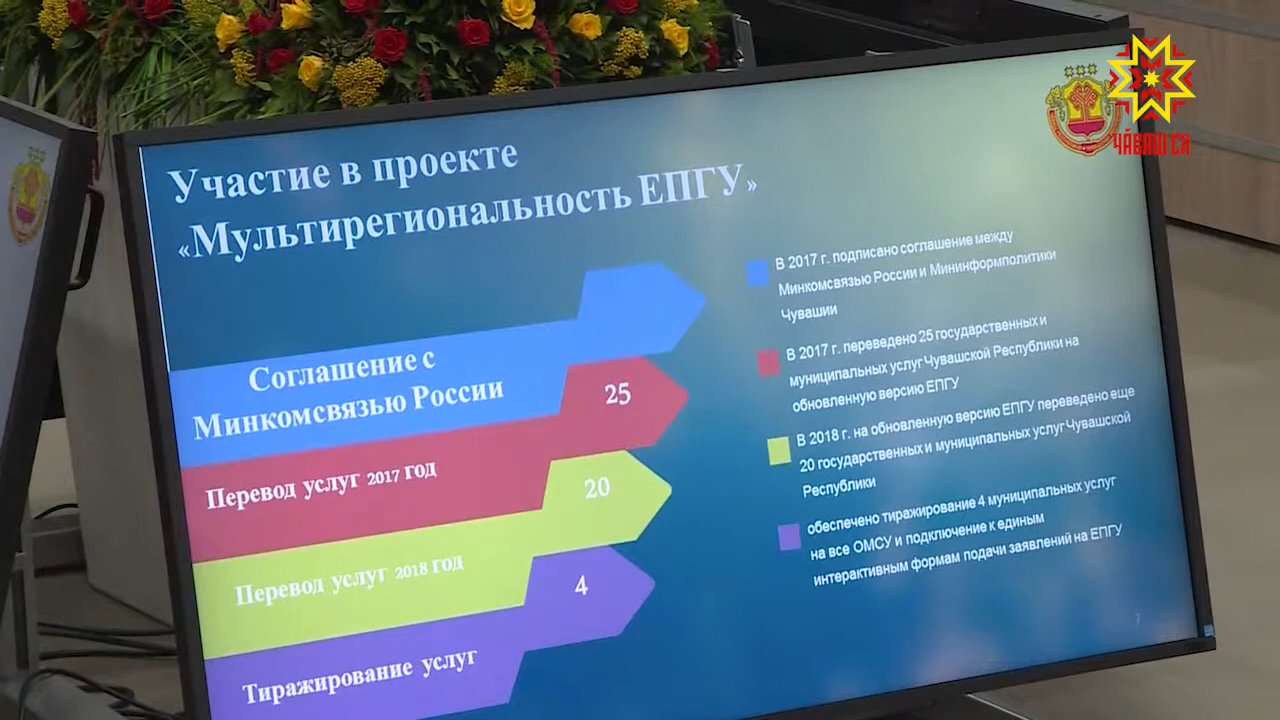 Участие в проекте
«Мультирегиональность ЕПГУ»
Соглашение с
Минкомсвязью России
25
Перевод услуг 2017 год
20
Перевод услуг 2018 год
4
Тиражирование услуг
В 2017 г. подписано соглашение между
Минкомсвязью России и Мининформполитики
Чувашии
В 2017 г. переведено 25 государственных и
муниципальных услуг Чувашской Республики на
обновленную версию ЕПГУ
В 2018 г. на обновленную версию ЕПГУ переведено еще
20 государственных и муниципальных услуг Чувашской
Республики
обеспечено тиражирование 4 муниципальных услуг
на все ОМСУ и подключение к единым
интерактивным формам подачи заявлений на ЕПГУ
7
ЧӐВАШ ЕН